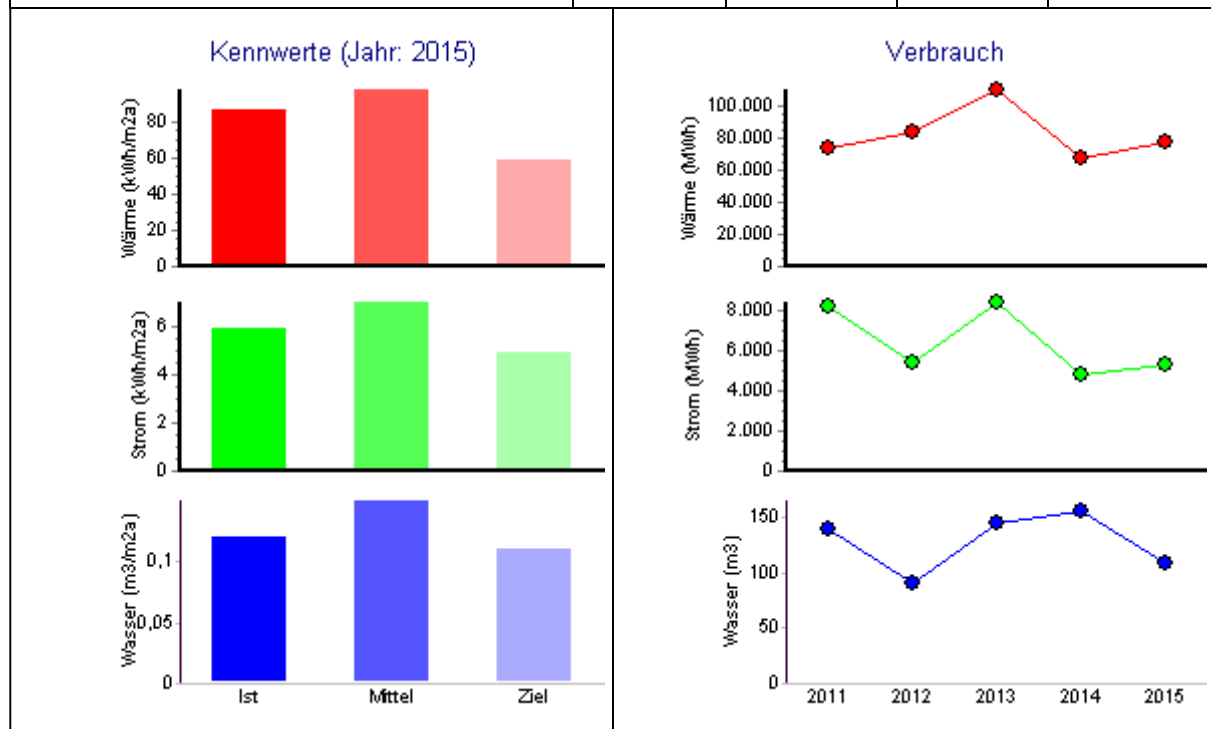 Kennwerte (Jahr: 2015)
Wärme (kWh/m2a)
80
60
40
20
0
Strom (kWh/m2a)
6
4
2
0
Wasser (m3/m2a)
0,1
0,05
0
Ist Mittel Ziel
Verbrauch
Wärme (MWh)
100.000
80.000
60.000
40.000
20.000
0
Strom (MWh)
8.000
6.000
4.000
2.000
0
Wasser (m3)
150
100
50
0
2011 2012 2013 2014 2015